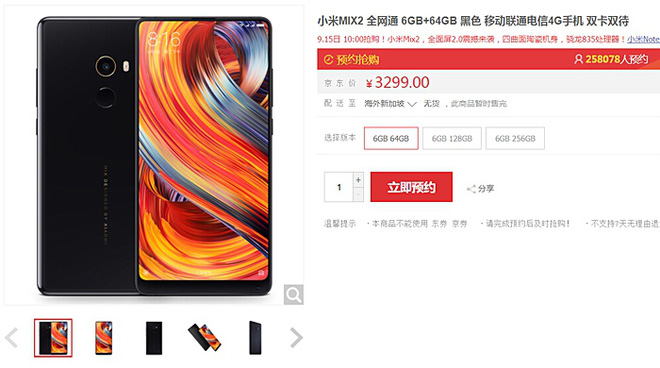 小米MIX2 全网通 6GB+64GB 黑色 移动联通电信4G手机 双卡双待
9.15日 10:00抢购！小米Mix2，全面屏2.0震撼来袭，四曲面陶瓷机身，骁龙835处理器！小米Note
预约抢购 258078人预约
京东价 ¥3299.00
配送至 海外新加坡 无货，此商品暂时售完
选择版本 6GB 64GB 6GB 128GB 6GB 256GB
1 + - 立即预约 分享
温馨提示 ·本商品不能使用 东券 京券 ·请完成预约后及时抢购！ ·不支持7天无理由退
MIX DESIGNED BY XIAOMI